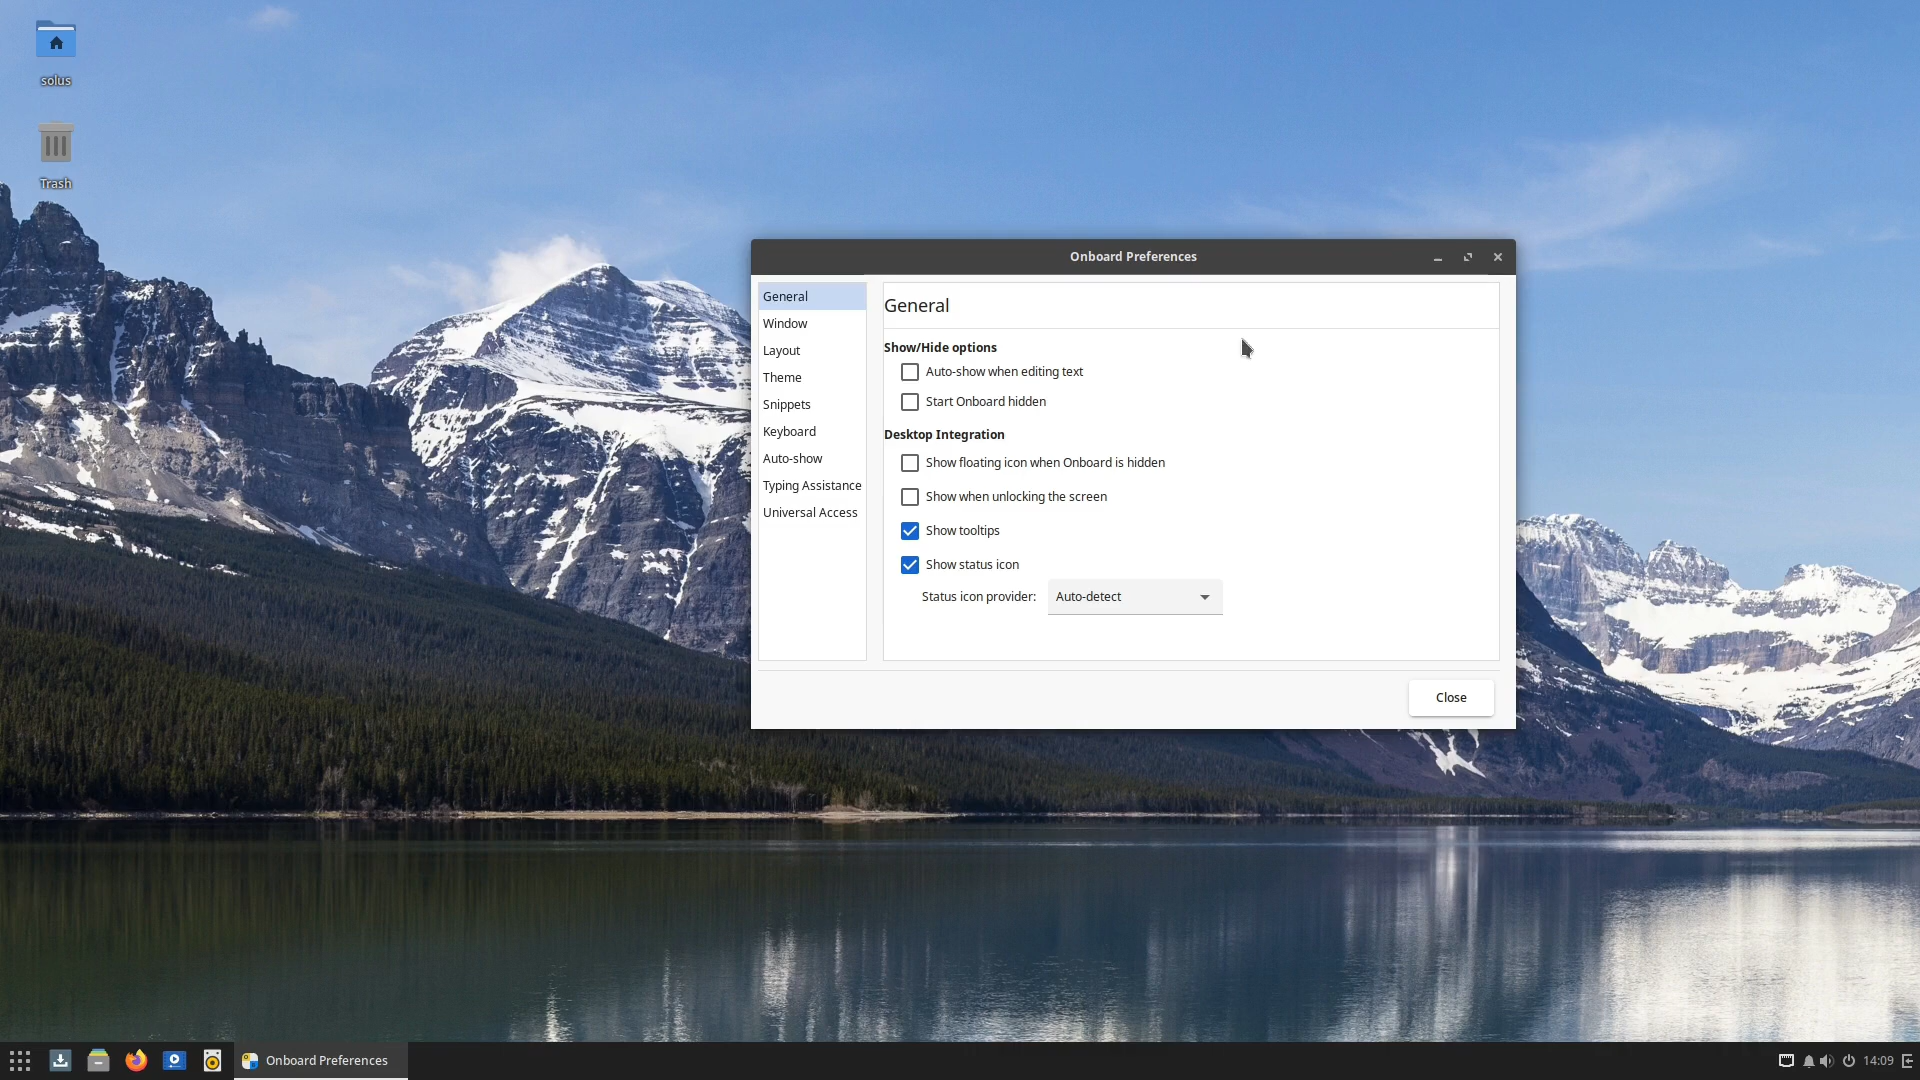 solus
Trash
Onboard Preferences
General
Window
Layout
Theme
Snippets
Keyboard
Auto-show
Typing Assistance
Universal Access
General
Show/Hide options
Auto-show when editing text
Start Onboard hidden
Desktop Integration
Show floating icon when Onboard is hidden
Show when unlocking the screen
Show tooltips
Show status icon
Status icon provider: Auto-detect
Close
Onboard Preferences
14:09